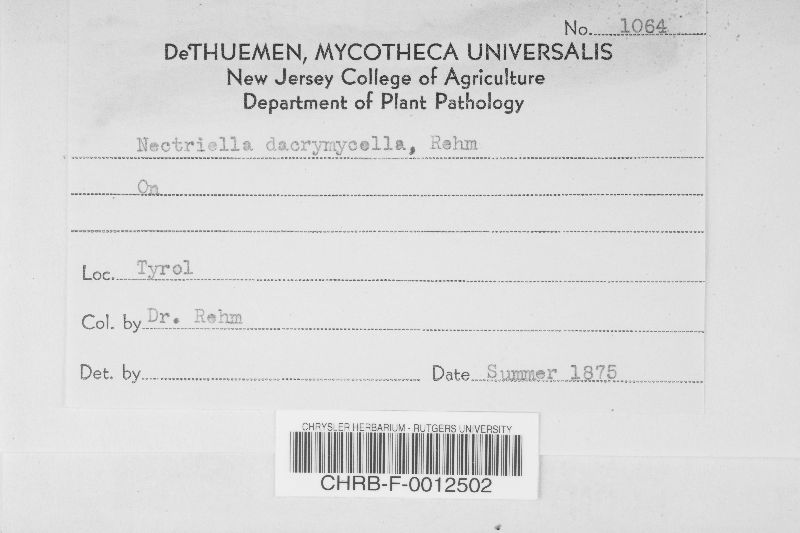 No. 1064
DeTHUEMEN, MYCOTHECA UNIVERSALIS
New Jersey College of Agriculture
Department of Plant Pathology
Nectriella dacrymycella, Rehm
On
Loc. Tyrol
Col. by Dr. Rehm
Det. by
Date Summer 1875
CHRYSLER HERBARIUM - RUTGERS UNIVERSITY
CHRB-F-0012502